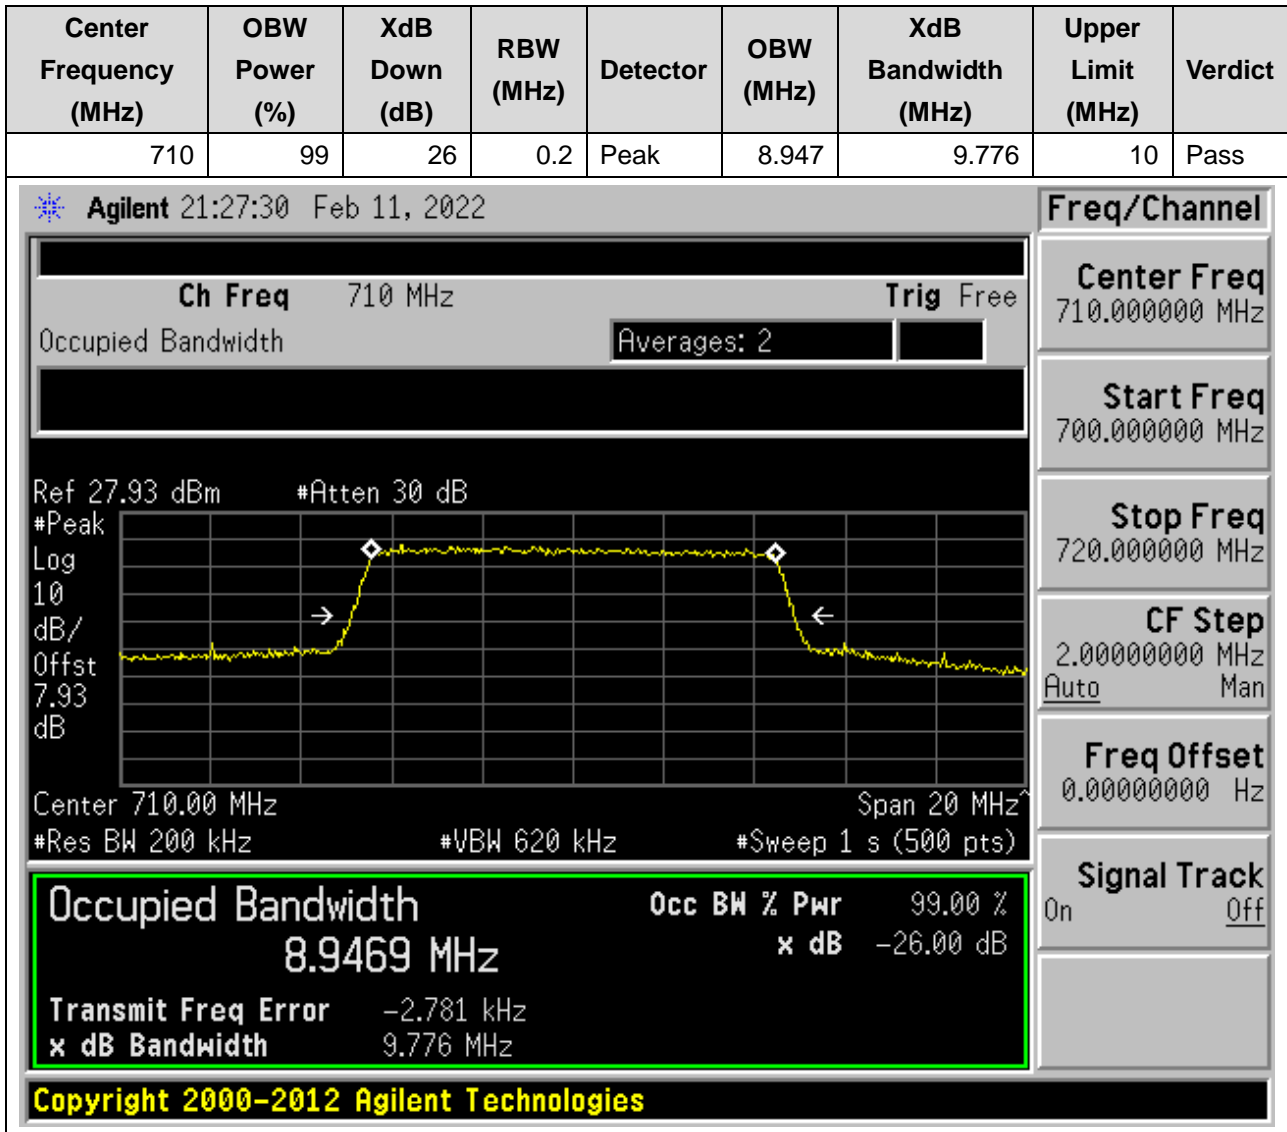 Center Frequency (MHz) OBW Power (%) XdB Down (dB) RBW (MHz) Detector OBW (MHz) XdB Bandwidth (MHz) Upper Limit (MHz) Verdict
710 99 26 0.2 Peak 8.947 9.776 10 Pass
Agilent 21:27:30 Feb 11, 2022
Ch Freq 710 MHz Trig Free
Occupied Bandwidth Averages: 2
Ref 27.93 dBm #Atten 30 dB
#Peak
Log
10
dB/
Offst
7.93
dB
Center 710.00 MHz Span 20 MHz^
#Res BW 200 kHz #VBW 620 kHz #Sweep 1 s (500 pts)
Occupied Bandwidth Occ BW % Pwr 99.00 %
8.9469 MHz x dB -26.00 dB
Transmit Freq Error -2.781 kHz
x dB Bandwidth 9.776 MHz
Copyright 2000-2012 Agilent Technologies
Freq/Channel
Center Freq
710.000000 MHz
Start Freq
700.000000 MHz
Stop Freq
720.000000 MHz
CF Step
2.00000000 MHz
Auto Man
Freq Offset
0.00000000 Hz
Signal Track
On Off